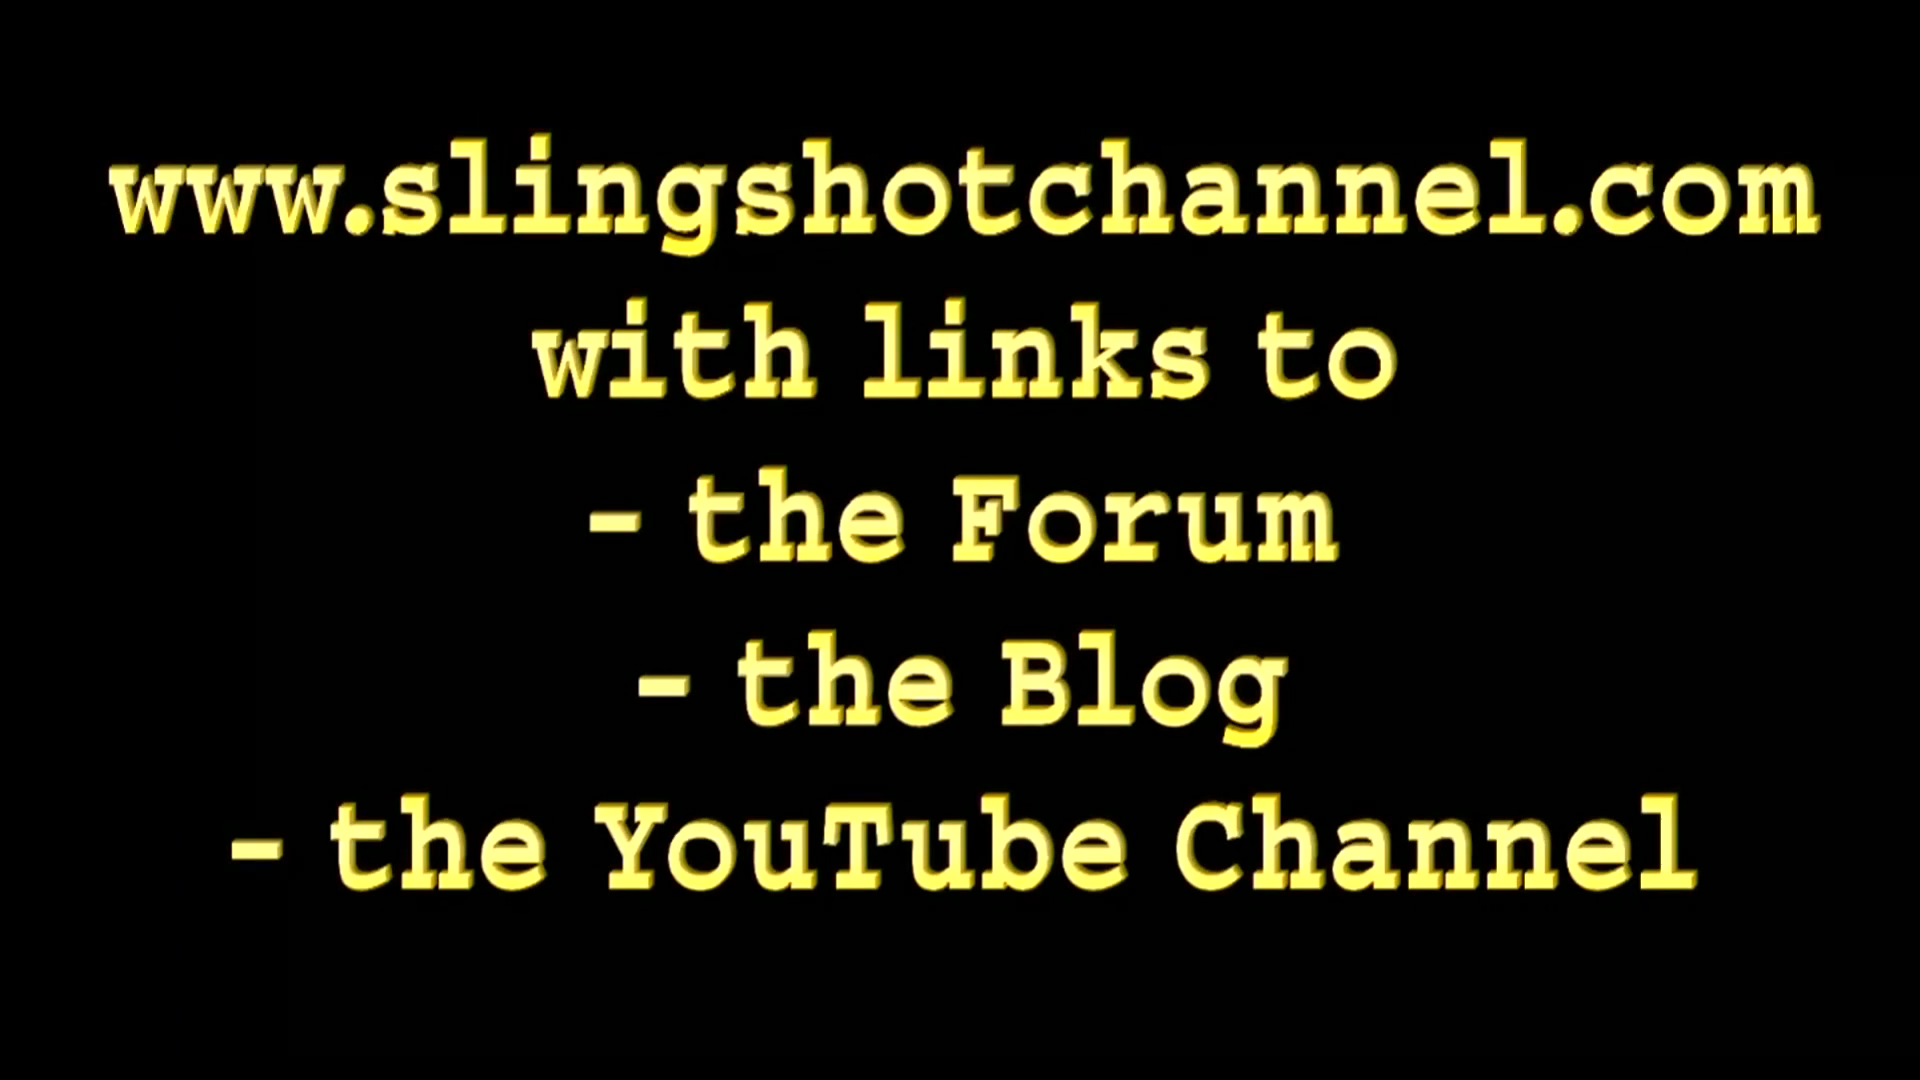 www.slingshotchannel.com
with links to
- the Forum
- the Blog
- the YouTube Channel